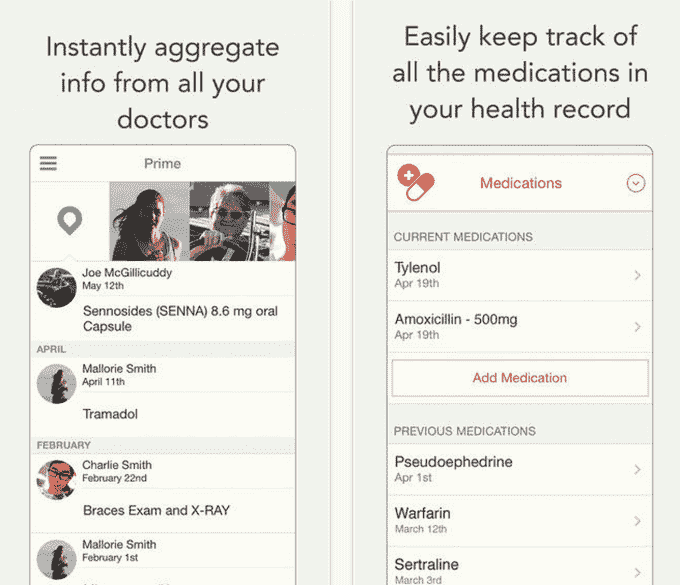 Instantly aggregate
info from all your
doctors
Prime
Joe McGillicuddy
May 12th
Sennosides (SENNA) 8.6 mg oral
Capsule
APRIL
Mallorie Smith
April 11th
Tramadol
FEBRUARY
Charlie Smith
February 22nd
Braces Exam and X-RAY
Mallorie Smith
February 1st
Easily keep track of
all the medications in
your health record
Medications
CURRENT MEDICATIONS
Tylenol
Apr 19th
Amoxicillin - 500mg
Apr 19th
Add Medication
PREVIOUS MEDICATIONS
Pseudoephedrine
Apr 1st
Warfarin
March 12th
Sertraline
March 3rd